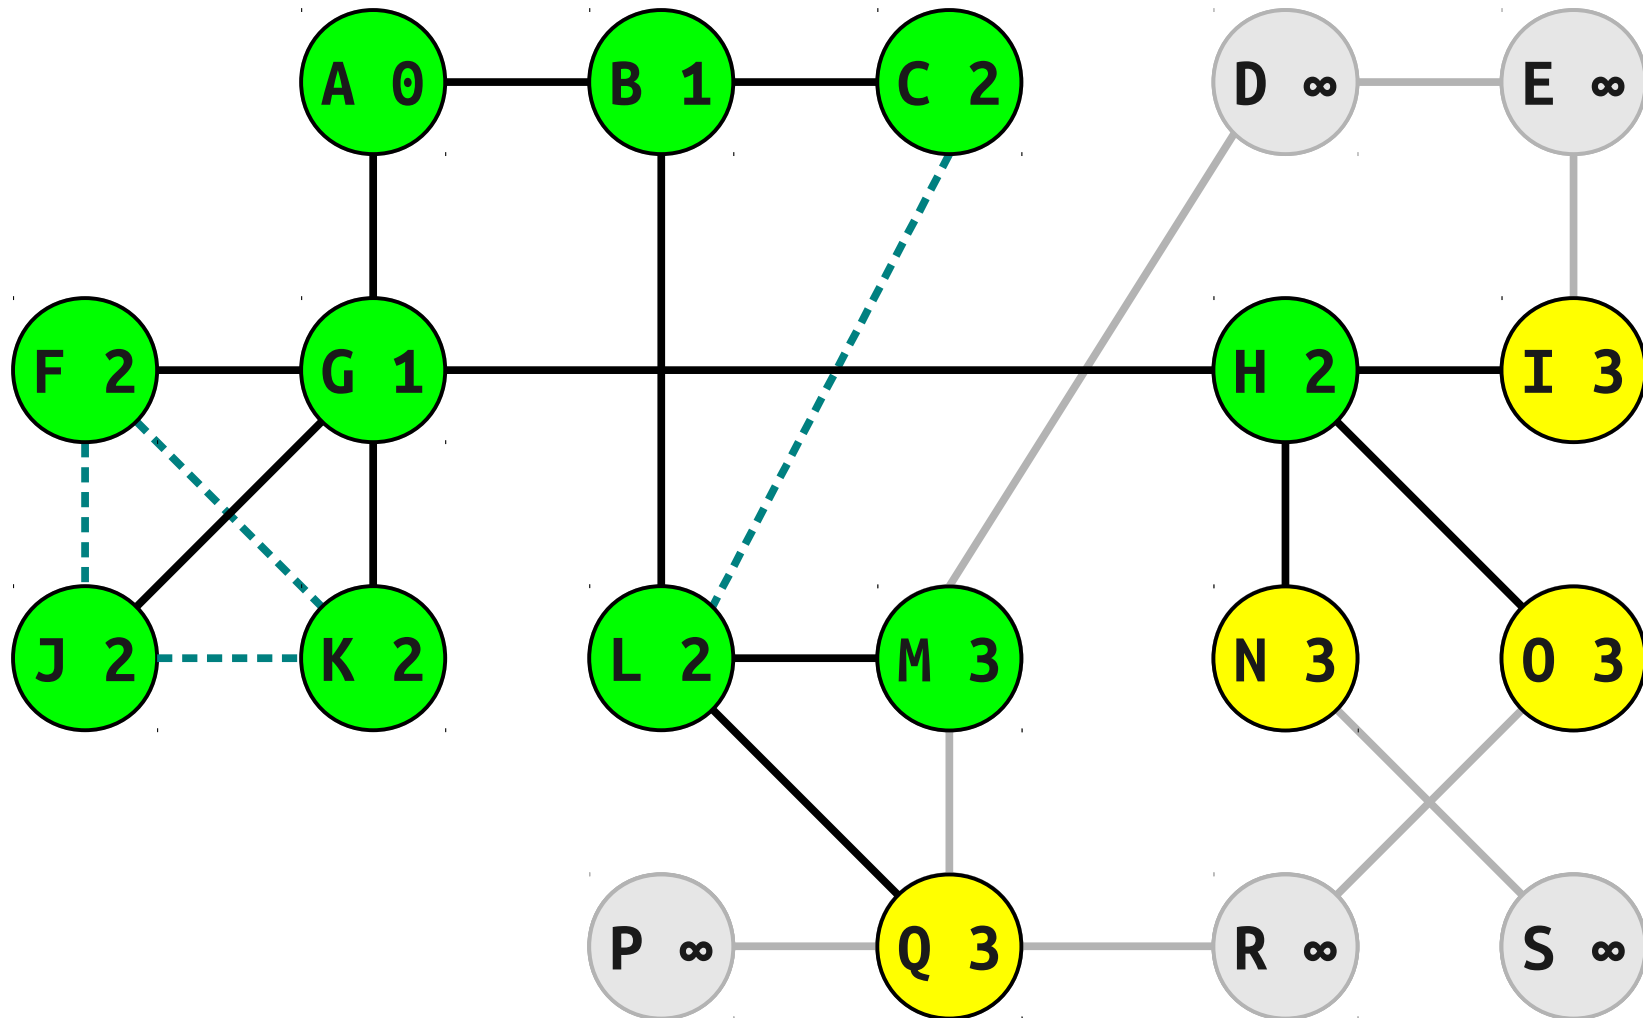 A 0 B 1 C 2 D ∞ E ∞
F 2 G 1 H 2 I 3
J 2 K 2 L 2 M 3 N 3 O 3
P ∞ Q 3 R ∞ S ∞